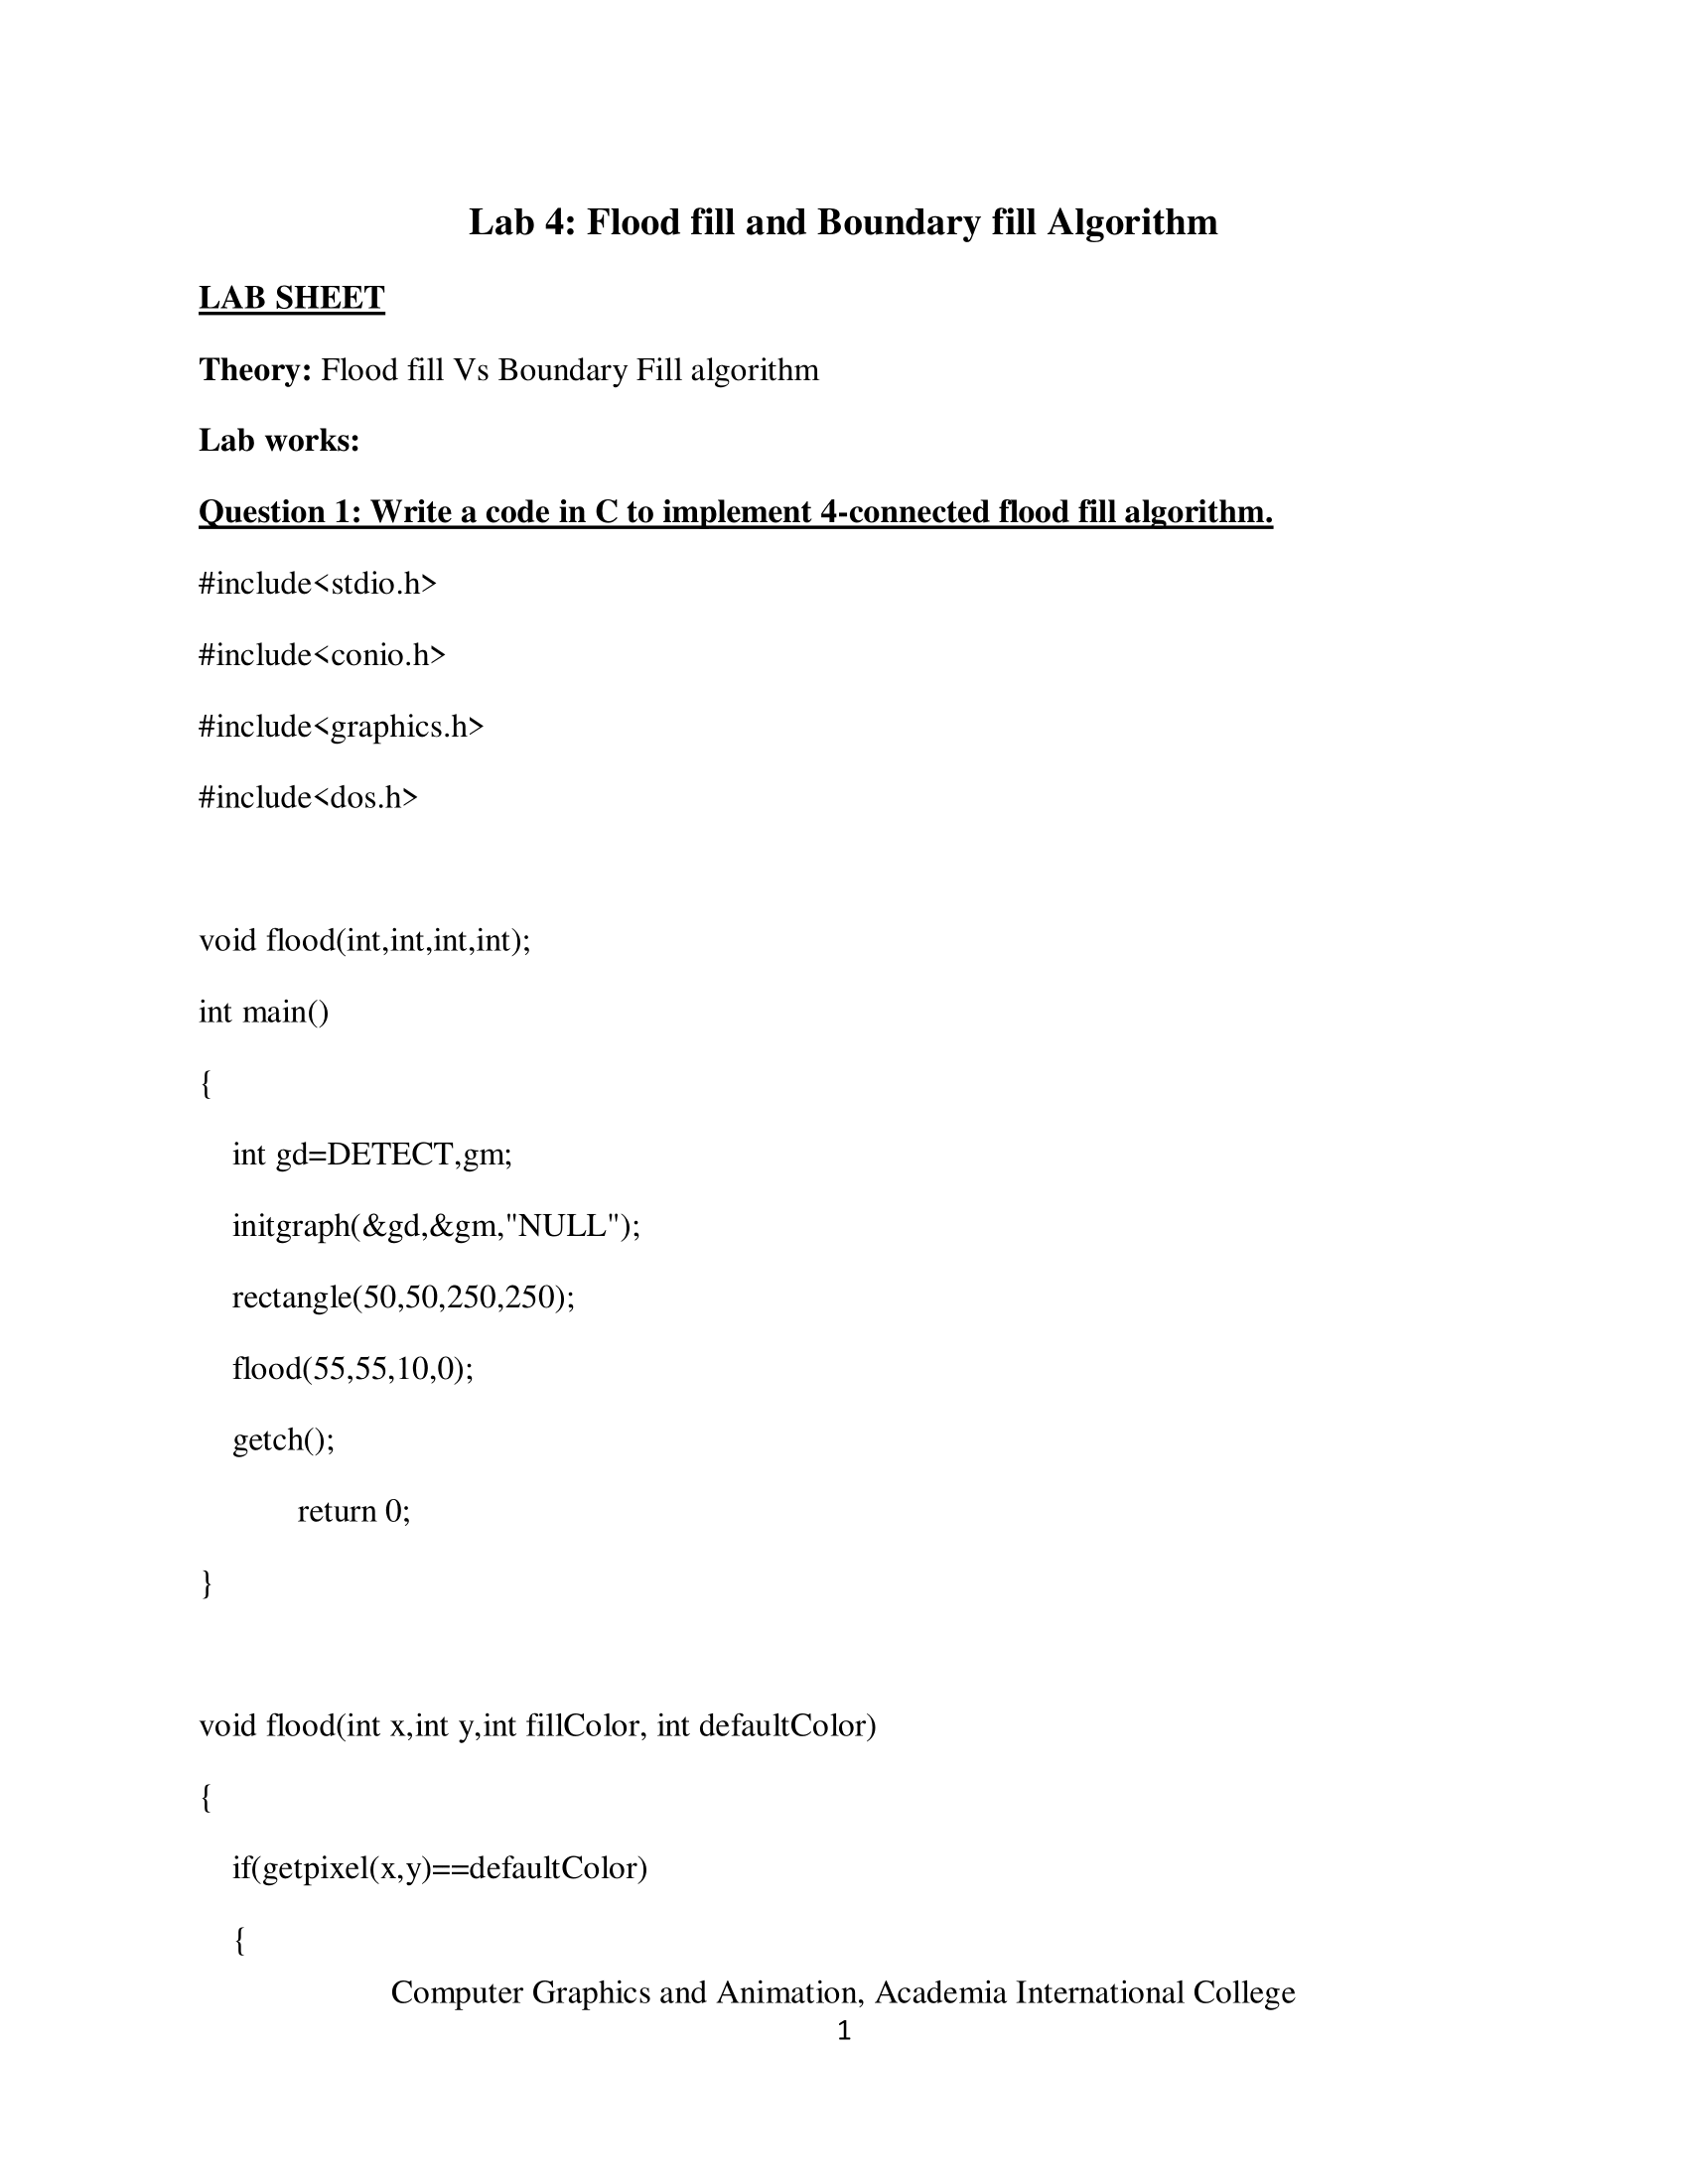 Lab 4: Flood fill and Boundary fill Algorithm
LAB SHEET
Theory: Flood fill Vs Boundary Fill algorithm
Lab works:
Question 1: Write a code in C to implement 4-connected flood fill algorithm.
#include<stdio.h>
#include<conio.h>
#include<graphics.h>
#include<dos.h>
void flood(int,int,int,int);
int main()
{
int gd=DETECT,gm;
initgraph(&gd,&gm,"NULL");
rectangle(50,50,250,250);
flood(55,55,10,0);
getch();
return 0;
}
void flood(int x,int y,int fillColor, int defaultColor)
{
if(getpixel(x,y)==defaultColor)
{
Computer Graphics and Animation, Academia International College
1